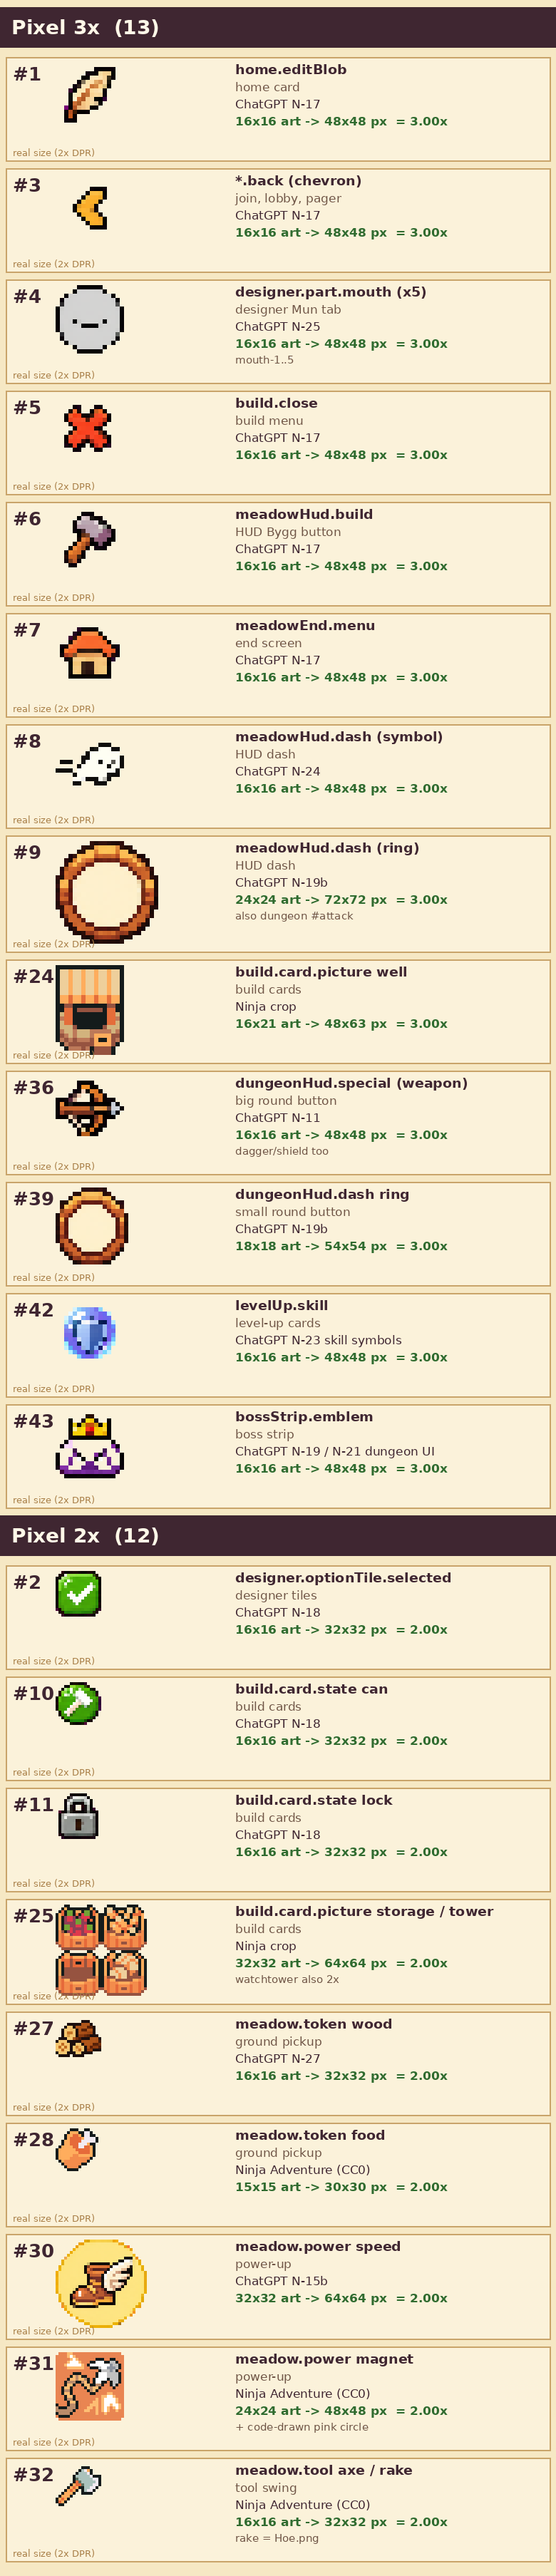 Pixel 3x (13)
#1
home.editBlob
home card
ChatGPT N-17
16x16 art -> 48x48 px = 3.00x
real size (2x DPR)
#3
*.back (chevron)
join, lobby, pager
ChatGPT N-17
16x16 art -> 48x48 px = 3.00x
real size (2x DPR)
#4
designer.part.mouth (x5)
designer Mun tab
ChatGPT N-25
16x16 art -> 48x48 px = 3.00x
mouth-1..5
real size (2x DPR)
#5
build.close
build menu
ChatGPT N-17
16x16 art -> 48x48 px = 3.00x
real size (2x DPR)
#6
meadowHud.build
HUD Bygg button
ChatGPT N-17
16x16 art -> 48x48 px = 3.00x
real size (2x DPR)
#7
meadowEnd.menu
end screen
ChatGPT N-17
16x16 art -> 48x48 px = 3.00x
real size (2x DPR)
#8
meadowHud.dash (symbol)
HUD dash
ChatGPT N-24
16x16 art -> 48x48 px = 3.00x
real size (2x DPR)
#9
meadowHud.dash (ring)
HUD dash
ChatGPT N-19b
24x24 art -> 72x72 px = 3.00x
also dungeon #attack
real size (2x DPR)
#24
build.card.picture well
build cards
Ninja crop
16x21 art -> 48x63 px = 3.00x
real size (2x DPR)
#36
dungeonHud.special (weapon)
big round button
ChatGPT N-11
16x16 art -> 48x48 px = 3.00x
dagger/shield too
real size (2x DPR)
#39
dungeonHud.dash ring
small round button
ChatGPT N-19b
18x18 art -> 54x54 px = 3.00x
real size (2x DPR)
#42
levelUp.skill
level-up cards
ChatGPT N-23 skill symbols
16x16 art -> 48x48 px = 3.00x
real size (2x DPR)
#43
bossStrip.emblem
boss strip
ChatGPT N-19 / N-21 dungeon UI
16x16 art -> 48x48 px = 3.00x
real size (2x DPR)
Pixel 2x (12)
#2
designer.optionTile.selected
designer tiles
ChatGPT N-18
16x16 art -> 32x32 px = 2.00x
real size (2x DPR)
#10
build.card.state can
build cards
ChatGPT N-18
16x16 art -> 32x32 px = 2.00x
real size (2x DPR)
#11
build.card.state lock
build cards
ChatGPT N-18
16x16 art -> 32x32 px = 2.00x
real size (2x DPR)
#25
build.card.picture storage / tower
build cards
Ninja crop
32x32 art -> 64x64 px = 2.00x
watchtower also 2x
real size (2x DPR)
#27
meadow.token wood
ground pickup
ChatGPT N-27
16x16 art -> 32x32 px = 2.00x
real size (2x DPR)
#28
meadow.token food
ground pickup
Ninja Adventure (CC0)
15x15 art -> 30x30 px = 2.00x
real size (2x DPR)
#30
meadow.power speed
power-up
ChatGPT N-15b
32x32 art -> 64x64 px = 2.00x
real size (2x DPR)
#31
meadow.power magnet
power-up
Ninja Adventure (CC0)
24x24 art -> 48x48 px = 2.00x
+ code-drawn pink circle
real size (2x DPR)
#32
meadow.tool axe / rake
tool swing
Ninja Adventure (CC0)
16x16 art -> 32x32 px = 2.00x
rake = Hoe.png
real size (2x DPR)